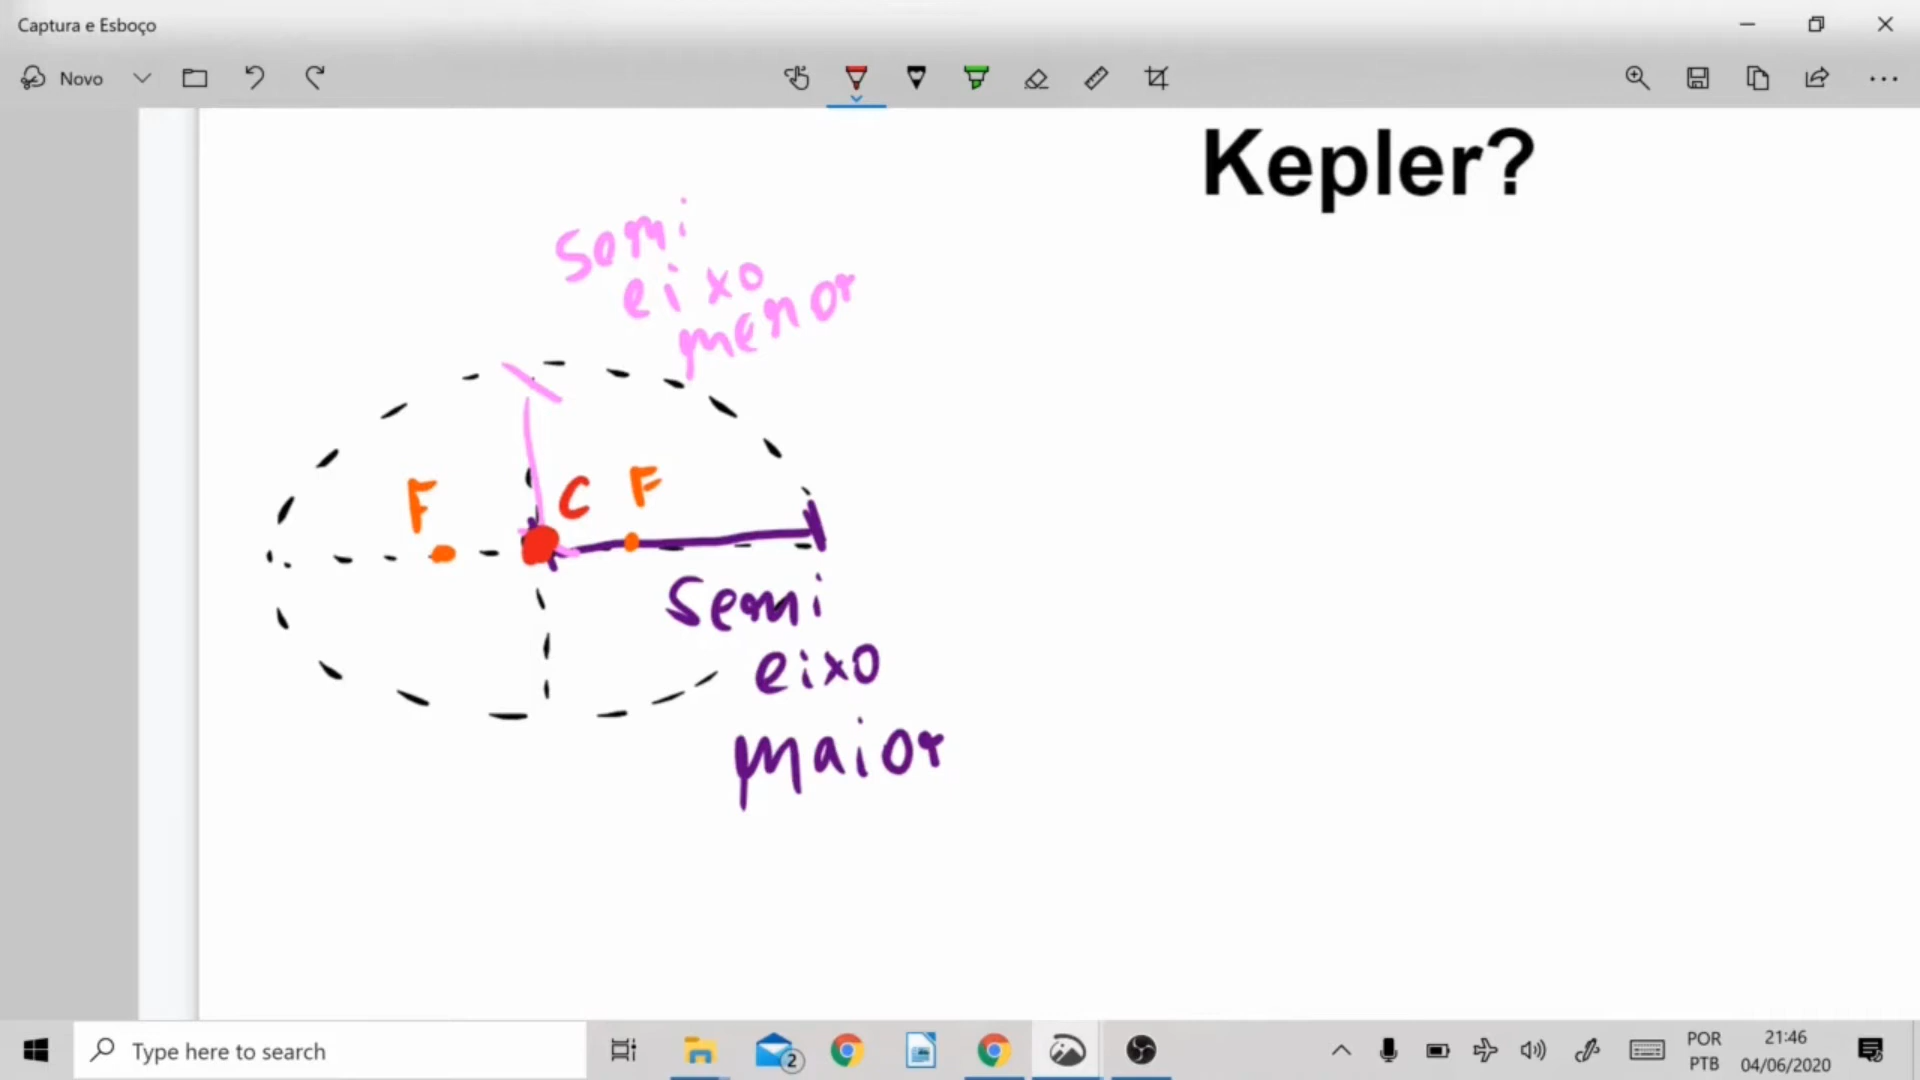 Captura e Esboço
Novo
Kepler?
Semi
eixo
menor
F
C
F
Semi
eixo
maior
Type here to search
2
POR
PTB
21:46
04/06/2020